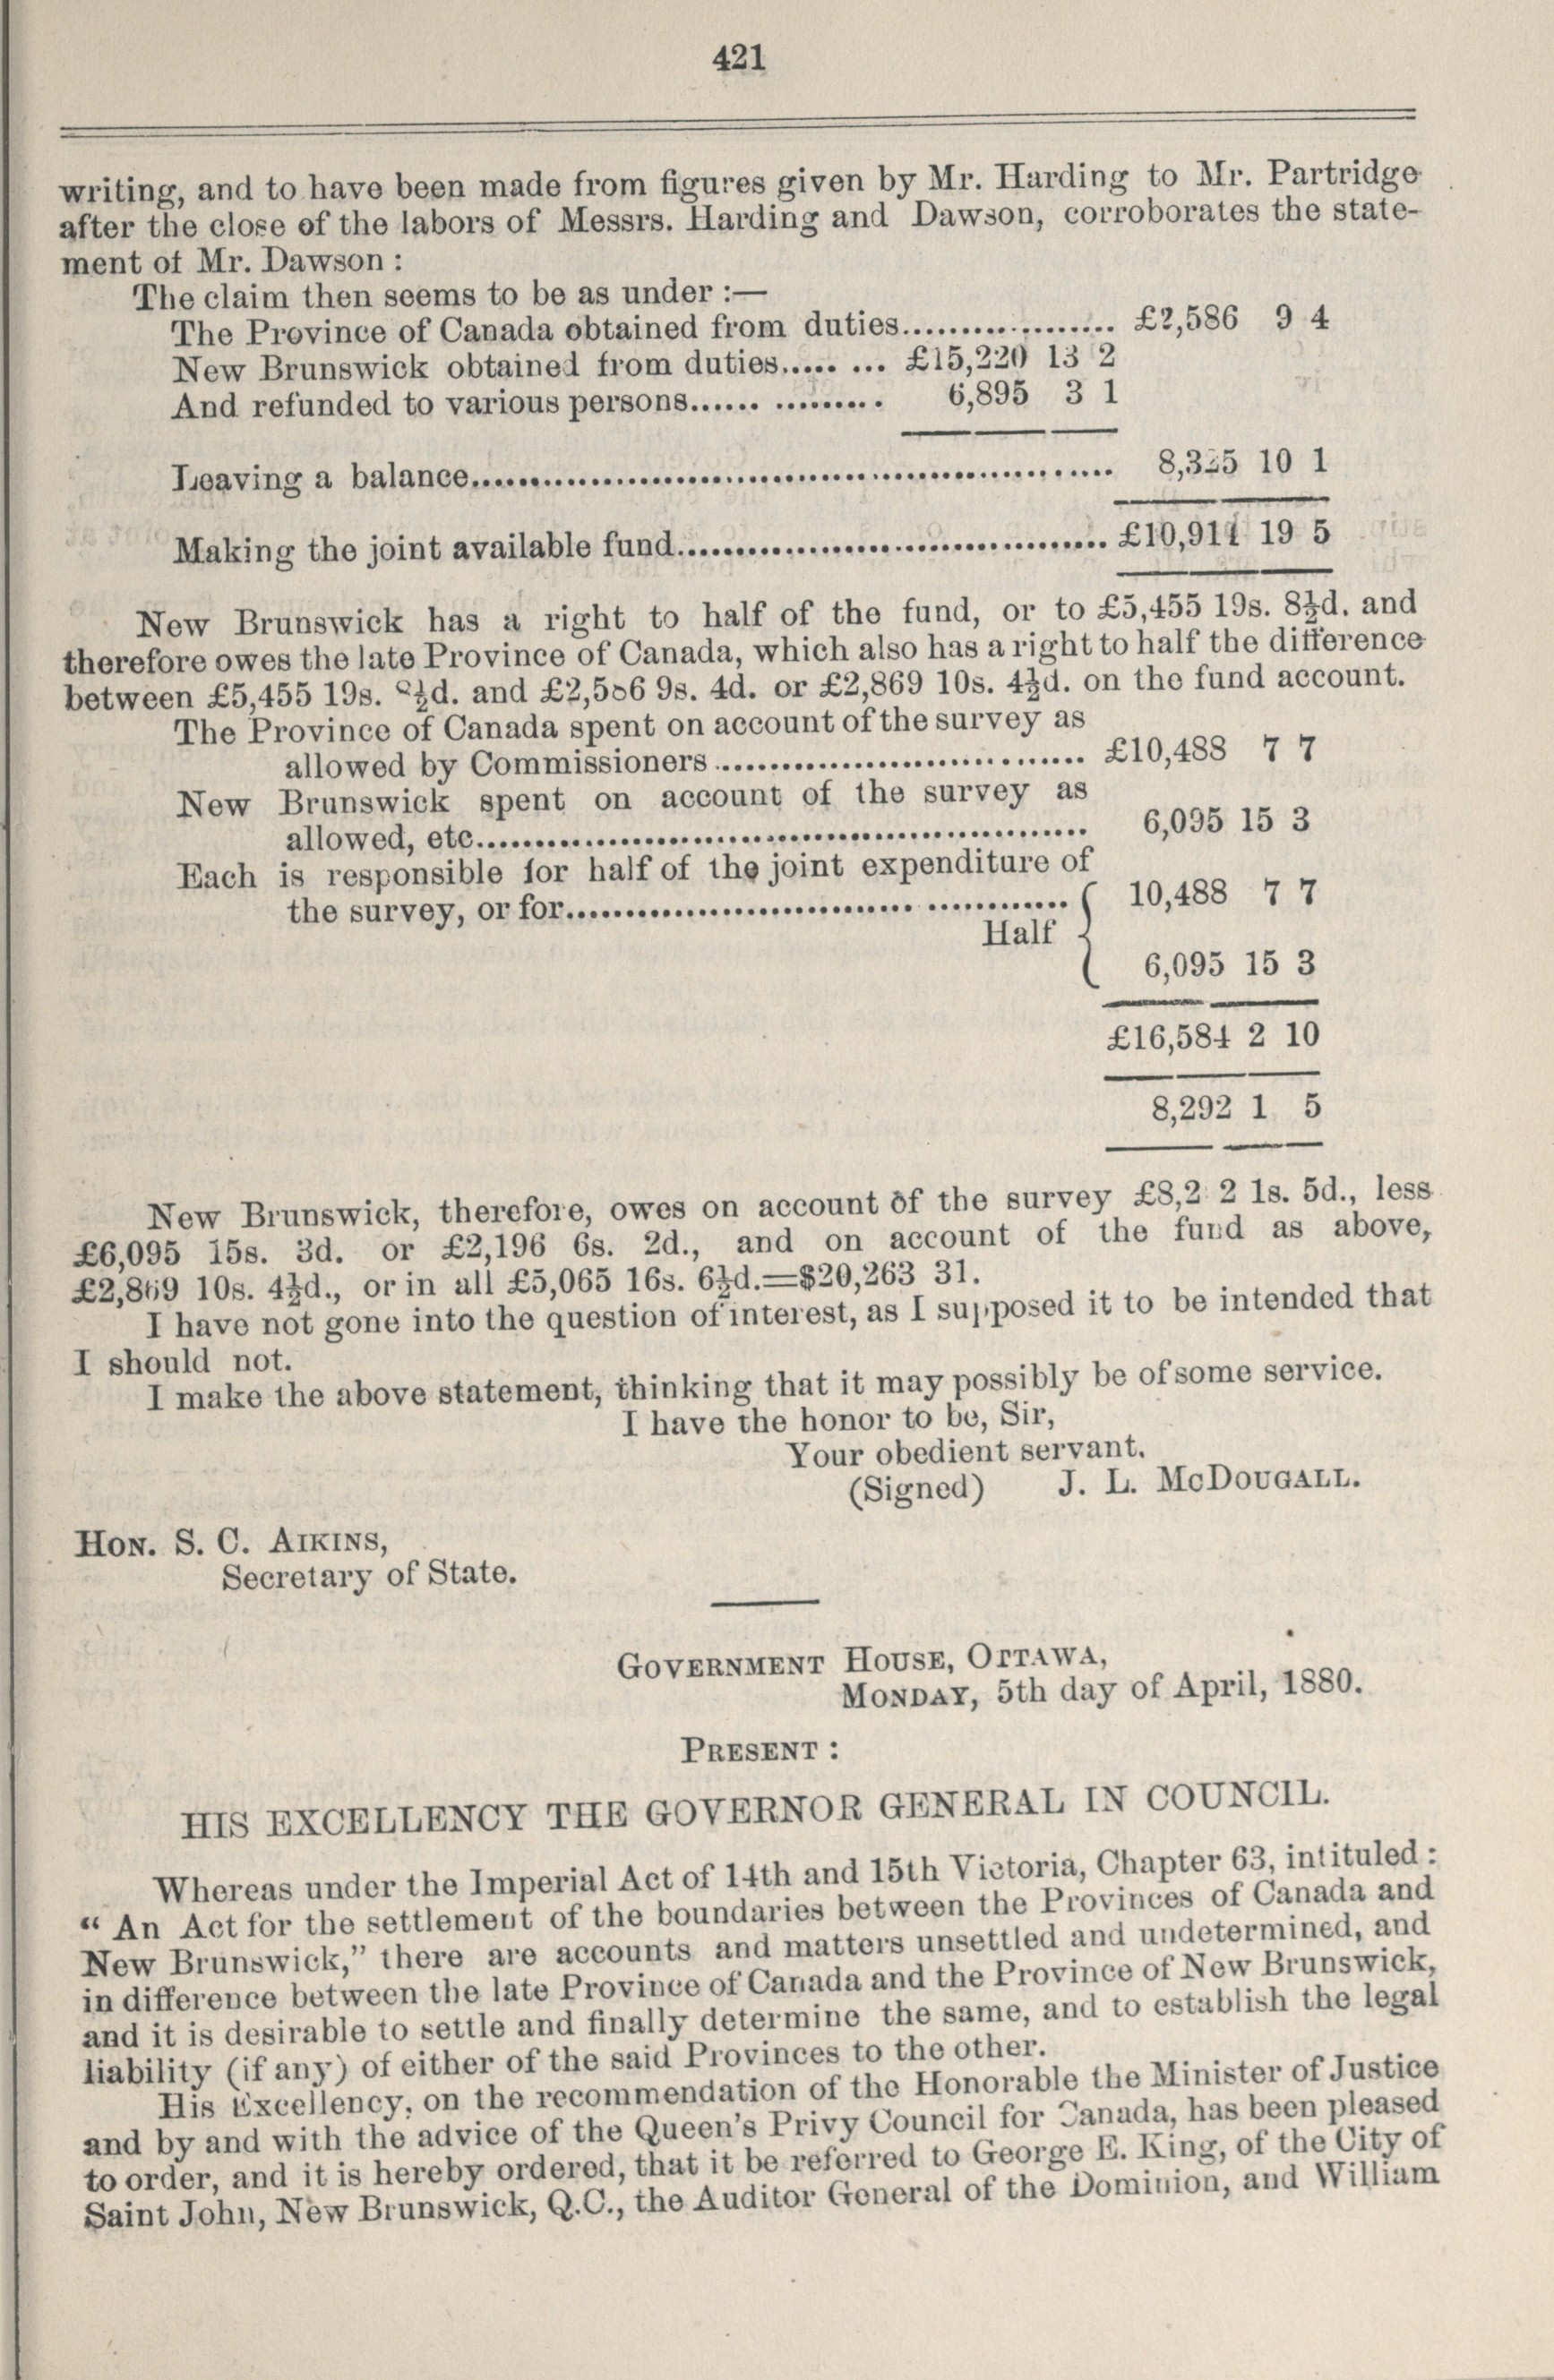 421
writing, and to have been made from figures given by Mr. Harding to Mr. Partridge
after the close of the labors of Messrs. Harding and Dawson, corroborates the state-
ment of Mr. Dawson :
The claim then seems to be as under :—
The Province of Canada obtained from duties.................. £2,586 9 4
New Brunswick obtained from duties...... ... £15,220 13 2
And refunded to various persons....... ......... 6,895 3 1
Leaving a balance............................................................ 8,325 10 1
Making the joint available fund........................................ £10,911 19 5
New Brunswick has a right to half of the fund, or to £5,455 19s. 8½d. and
therefore owes the late Province of Canada, which also has a right to half the difference
between £5,455 19s. 8½d. and £2,586 9s. 4d. or £2,869 10s. 4½d. on the fund account.
The Province of Canada spent on account of the survey as
allowed by Commissioners .................................... £10,488 7 7
New Brunswick spent on account of the survey as
allowed, etc......................................................... 6,095 15 3
Each is responsible for half of the joint expenditure of
the survey, or for.................................. ............ { 10,488 7 7
Half
6,095 15 3
£16,584 2 10
8,292 1 5
New Brunswick, therefore, owes on account of the survey £8,2 2 1s. 5d., less
£6,095 15s. 3d. or £2,196 6s. 2d., and on account of the fund as above,
£2,869 10s. 4½d., or in all £5,065 16s. 6½d.=$20,263 31.
I have not gone into the question of interest, as I supposed it to be intended that
I should not.
I make the above statement, thinking that it may possibly be of some service.
I have the honor to be, Sir,
Your obedient servant.
(Signed) J. L. McDOUGALL.
HON. S. C. AIKINS,
Secretary of State.
GOVERNMENT HOUSE, OTTAWA,
MONDAY, 5th day of April, 1880.
PRESENT :
HIS EXCELLENCY THE GOVERNOR GENERAL IN COUNCIL.
Whereas under the Imperial Act of 14th and 15th Victoria, Chapter 63, intituled :
“ An Act for the settlement of the boundaries between the Provinces of Canada and
New Brunswick,” there are accounts and matters unsettled and undetermined, and
in difference between the late Province of Canada and the Province of New Brunswick,
and it is desirable to settle and finally determine the same, and to establish the legal
liability (if any) of either of the said Provinces to the other.
His Excellency, on the recommendation of the Honorable the Minister of Justice
and by and with the advice of the Queen's Privy Council for Canada, has been pleased
to order, and it is hereby ordered, that it be referred to George E. King, of the City of
Saint John, New Brunswick, Q.C., the Auditor General of the Dominion, and William